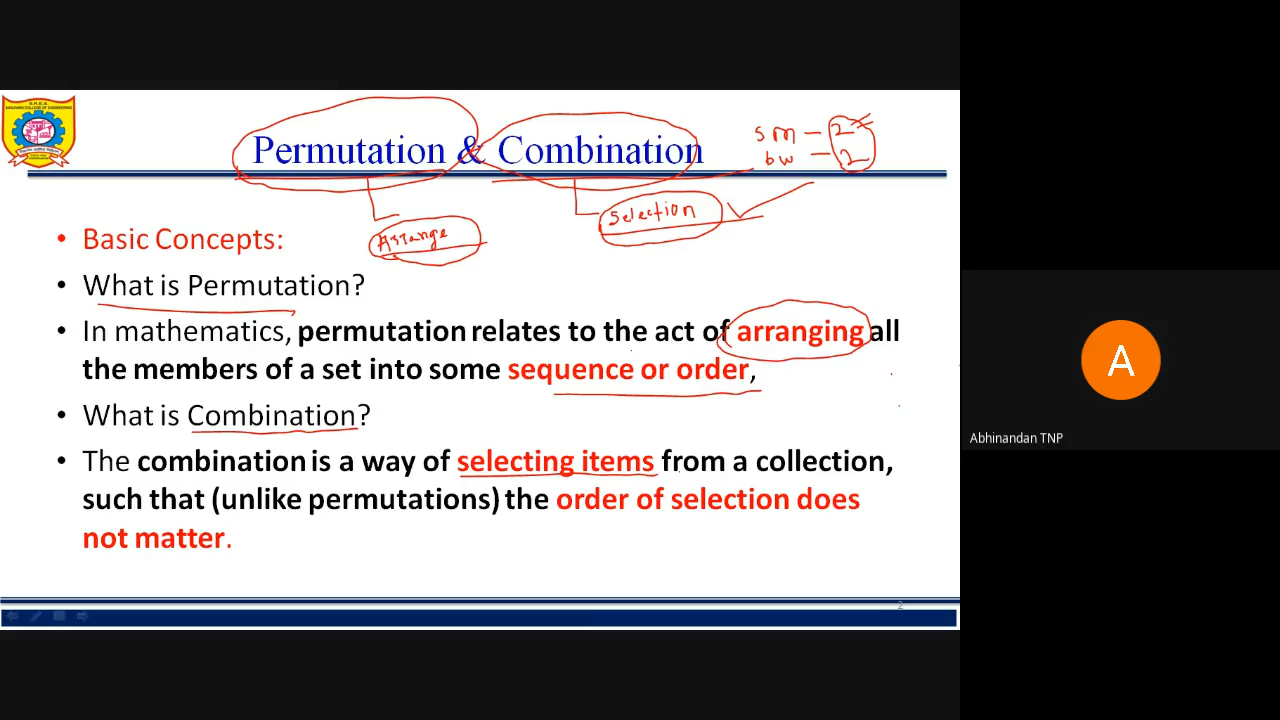 Permutation & Combination
5 M - 2
bw - 2
Selection
Arrange
• Basic Concepts:
• What is Permutation?
• In mathematics, permutation relates to the act of arranging all
the members of a set into some sequence or order,
• What is Combination?
• The combination is a way of selecting items from a collection,
such that (unlike permutations) the order of selection does
not matter.
2
A
Abhinandan TNP